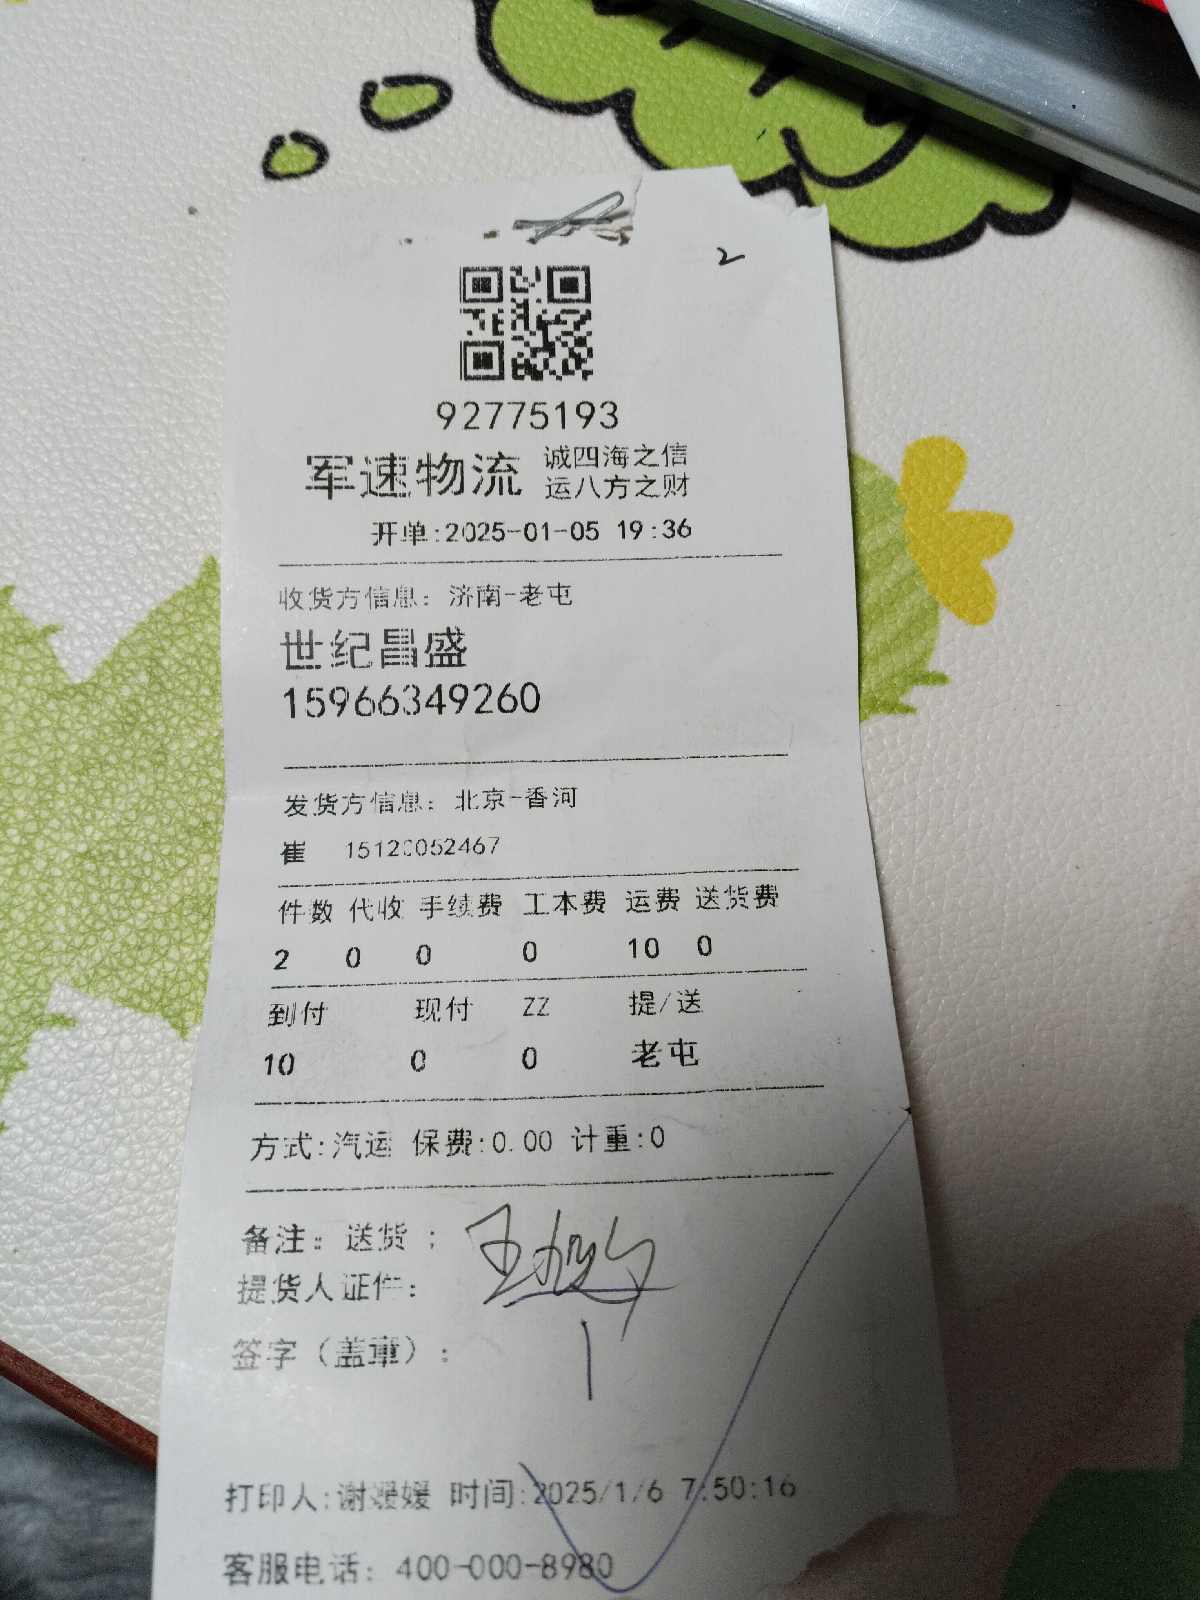 2
92775193
军速物流 诚四海之信
运八方之财
开单:2025-01-05 19:36
收货方信息: 济南-老屯
世纪昌盛
15966349260
发货方信息: 北京-香河
崔 15120052467
件数 代收 手续费 工本费 运费 送货费
2 0 0 0 10 0
到付 现付 ZZ 提/送
10 0 0 老屯
方式:汽运 保费:0.00 计重:0
备注: 送货 ;
提货人证件:
签字（盖章）:
打印人:谢媛媛 时间:2025/1/6 7:50:16
客服电话: 400-000-8980